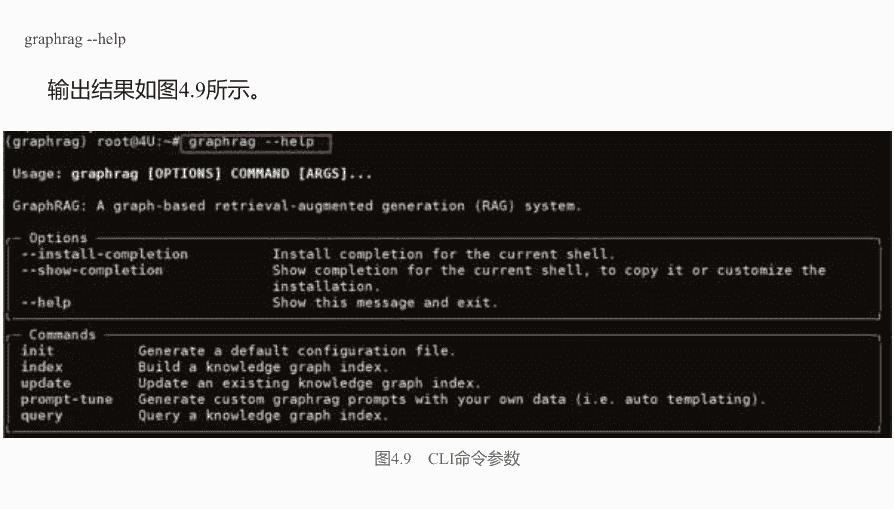 graphrag --help
输出结果如图4.9所示。
(graphrag) root@4U:~# graphrag --help
Usage: graphrag [OPTIONS] COMMAND [ARGS]...
GraphRAG: A graph-based retrieval-augmented generation (RAG) system.
Options
--install-completion Install completion for the current shell.
--show-completion Show completion for the current shell, to copy it or customize the
installation.
--help Show this message and exit.
Commands
init Generate a default configuration file.
index Build a knowledge graph index.
update Update an existing knowledge graph index.
prompt-tune Generate custom graphrag prompts with your own data (i.e. auto templating).
query Query a knowledge graph index.
图4.9 CLI命令参数